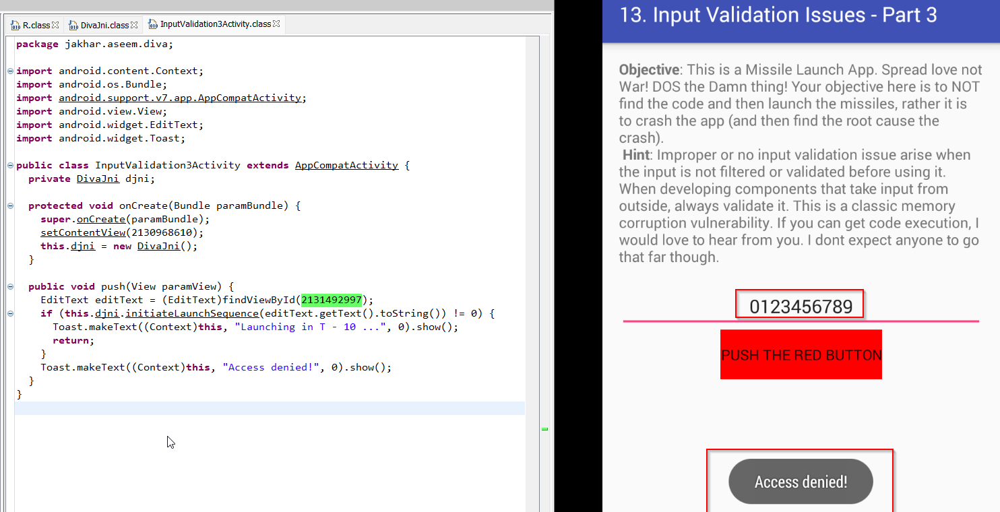 R.class DivaJni.class InputValidation3Activity.class
package jakhar.aseem.diva;
import android.content.Context;
import android.os.Bundle;
import android.support.v7.app.AppCompatActivity;
import android.view.View;
import android.widget.EditText;
import android.widget.Toast;
public class InputValidation3Activity extends AppCompatActivity {
private DivaJni djni;
protected void onCreate(Bundle paramBundle) {
super.onCreate(paramBundle);
setContentView(2130968610);
this.djni = new DivaJni();
}
public void push(View paramView) {
EditText editText = (EditText)findViewById(2131492997);
if (this.djni.initiateLaunchSequence(editText.getText().toString()) != 0) {
Toast.makeText((Context)this, "Launching in T - 10 ...", 0).show();
return;
}
Toast.makeText((Context)this, "Access denied!", 0).show();
}
}
13. Input Validation Issues - Part 3
Objective: This is a Missile Launch App. Spread love not
War! DOS the Damn thing! Your objective here is to NOT
find the code and then launch the missiles, rather it is
to crash the app (and then find the root cause the
crash).
Hint: Improper or no input validation issue arise when
the input is not filtered or validated before using it.
When developing components that take input from
outside, always validate it. This is a classic memory
corruption vulnerability. If you can get code execution, I
would love to hear from you. I dont expect anyone to go
that far though.
0123456789
PUSH THE RED BUTTON
Access denied!